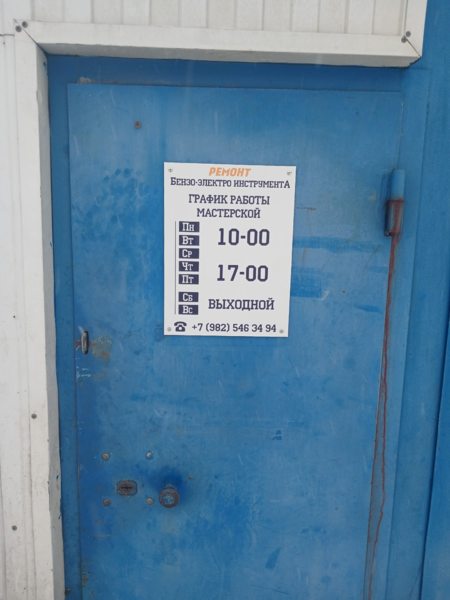 РЕМОНТ
БЕНЗО-ЭЛЕКТРО ИНСТРУМЕНТА
ГРАФИК РАБОТЫ
МАСТЕРСКОЙ
Пн
Вт
Ср
Чт
Пт
10-00
17-00
Сб
Вс
ВЫХОДНОЙ
☎ +7 (982) 546 34 94